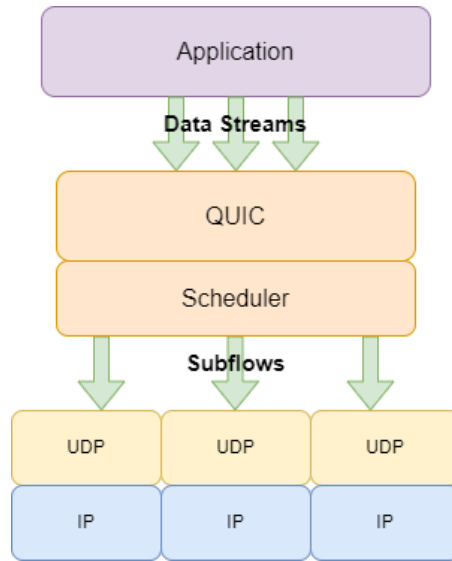 Application
Data Streams
QUIC
Scheduler
Subflows
UDP UDP UDP
IP IP IP